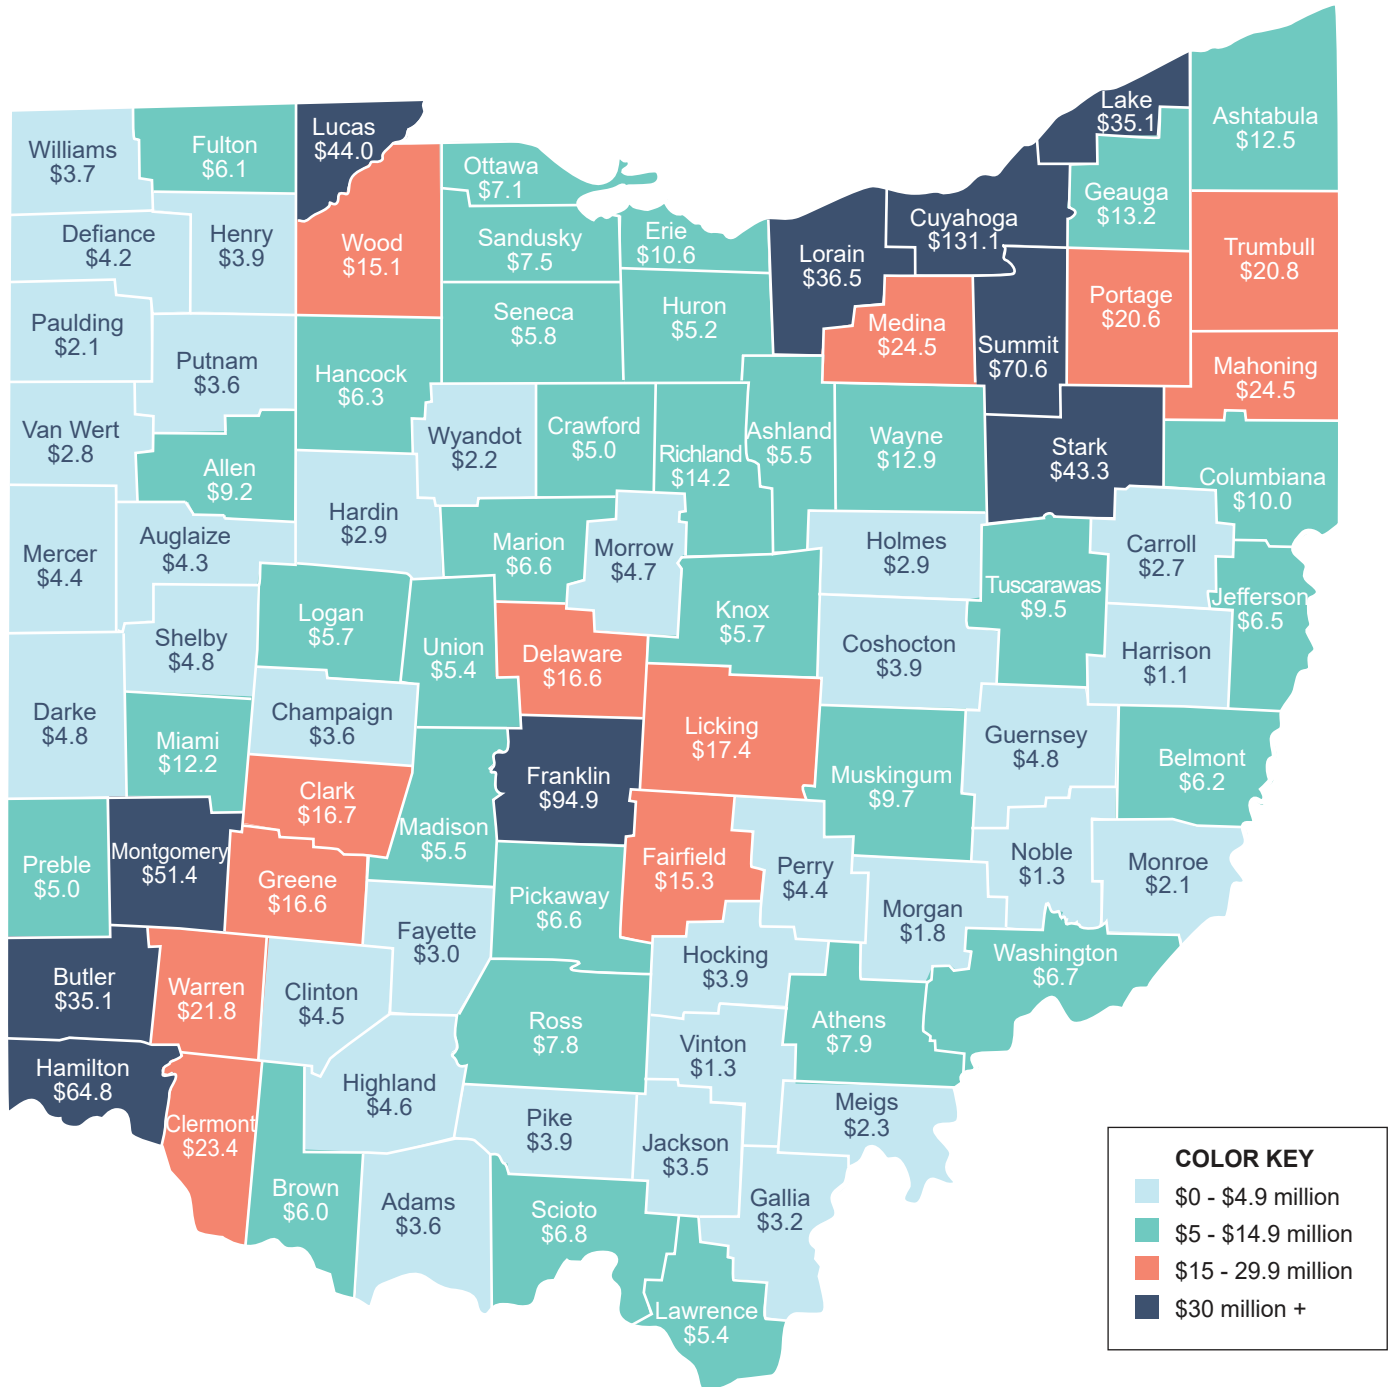 Williams
$3.7
Fulton
$6.1
Lucas
$44.0
Ottawa
$7.1
Lake
$35.1
Ashtabula
$12.5
Geauga
$13.2
Defiance
$4.2
Henry
$3.9
Wood
$15.1
Sandusky
$7.5
Erie
$10.6
Lorain
$36.5
Cuyahoga
$131.1
Trumbull
$20.8
Paulding
$2.1
Putnam
$3.6
Hancock
$6.3
Seneca
$5.8
Huron
$5.2
Medina
$24.5
Summit
$70.6
Portage
$20.6
Mahoning
$24.5
Van Wert
$2.8
Allen
$9.2
Wyandot
$2.2
Crawford
$5.0
Richland
$14.2
Ashland
$5.5
Wayne
$12.9
Stark
$43.3
Columbiana
$10.0
Mercer
$4.4
Auglaize
$4.3
Hardin
$2.9
Marion
$6.6
Morrow
$4.7
Holmes
$2.9
Carroll
$2.7
Tuscarawas
$9.5
Jefferson
$6.5
Shelby
$4.8
Logan
$5.7
Union
$5.4
Delaware
$16.6
Knox
$5.7
Coshocton
$3.9
Harrison
$1.1
Darke
$4.8
Miami
$12.2
Champaign
$3.6
Licking
$17.4
Guernsey
$4.8
Belmont
$6.2
Clark
$16.7
Franklin
$94.9
Muskingum
$9.7
Madison
$5.5
Preble
$5.0
Montgomery
$51.4
Greene
$16.6
Fairfield
$15.3
Perry
$4.4
Noble
$1.3
Monroe
$2.1
Pickaway
$6.6
Fayette
$3.0
Morgan
$1.8
Hocking
$3.9
Washington
$6.7
Butler
$35.1
Warren
$21.8
Clinton
$4.5
Ross
$7.8
Vinton
$1.3
Athens
$7.9
Hamilton
$64.8
Highland
$4.6
Clermont
$23.4
Pike
$3.9
Jackson
$3.5
Meigs
$2.3
Brown
$6.0
Adams
$3.6
Scioto
$6.8
Gallia
$3.2
Lawrence
$5.4
COLOR KEY
$0 - $4.9 million
$5 - $14.9 million
$15 - 29.9 million
$30 million +